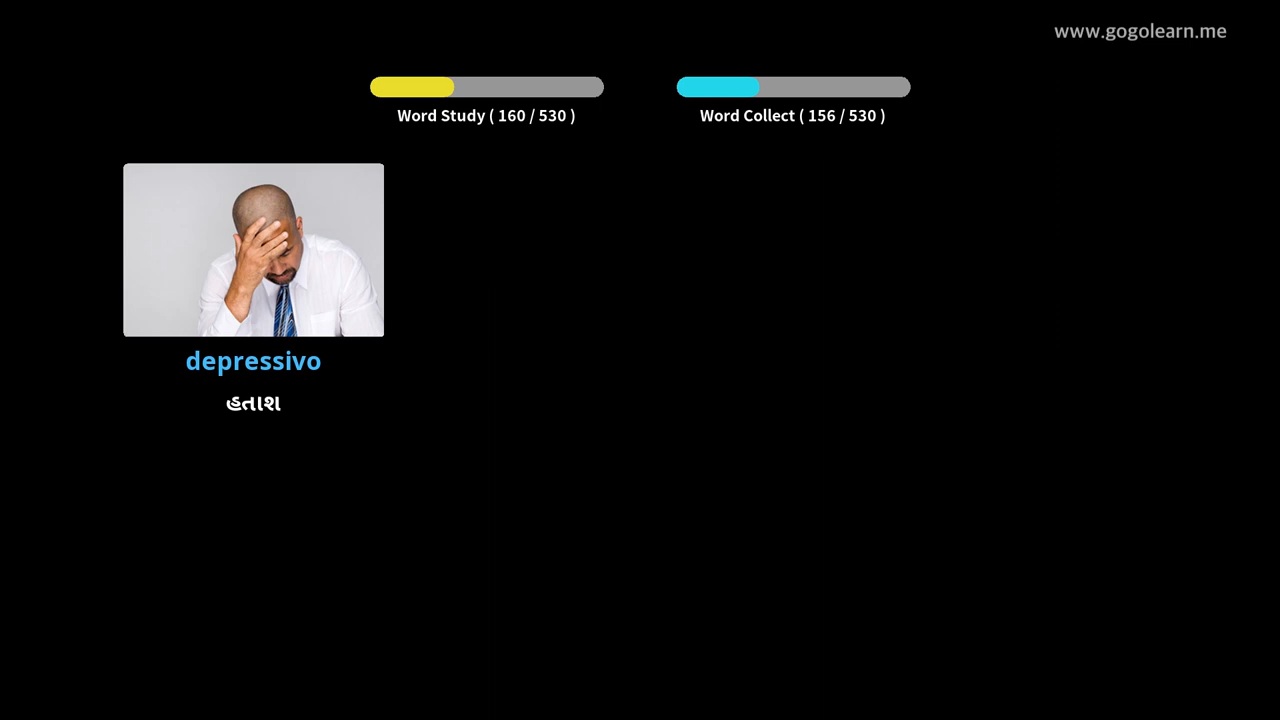 www.gogolearn.me
Word Study ( 160 / 530 )
Word Collect ( 156 / 530 )
depressivo
હતાશ